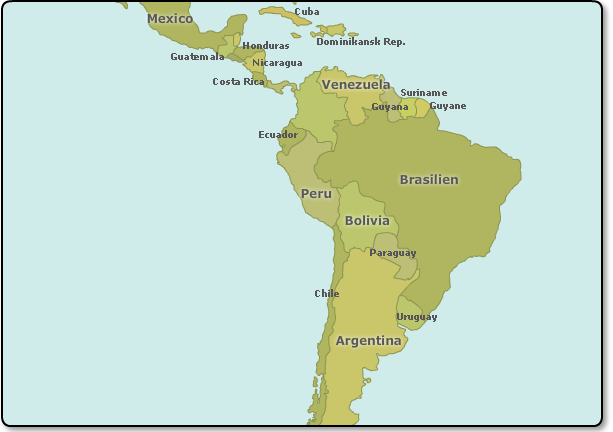 Cuba
Mexico
Dominikansk Rep.
Honduras
Guatemala
Nicaragua
Costa Rica
Venezuela
Suriname
Guyana
Guyane
Ecuador
Brasilien
Peru
Bolivia
Paraguay
Chile
Uruguay
Argentina